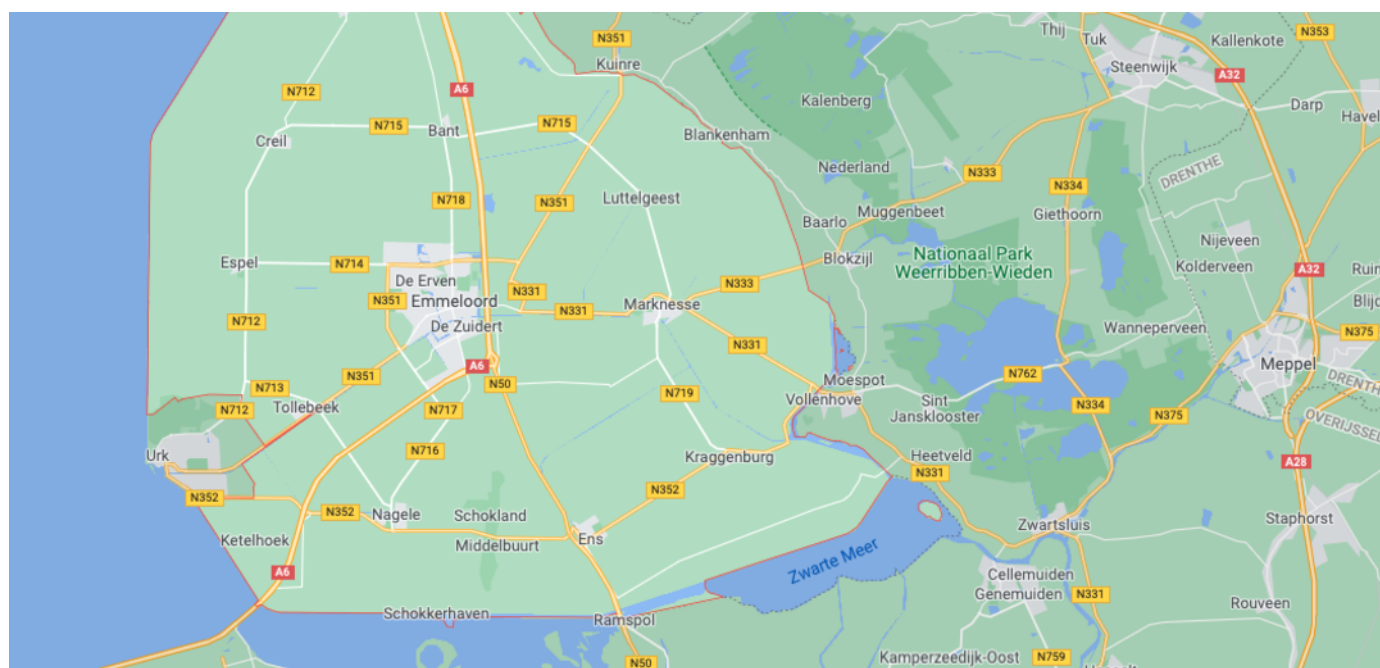 Thij
N353
N351
Tuk
Kallenkote
Kuinre
Steenwijk
A32
A6
N712
Kalenberg
Darp
Havel
N715
Bant
N715
Creil
Blankenham
Nederland
N333
DRENTHE
N718
Luttelgeest
N334
N712
N351
Muggenbeet
Giethoorn
Baarlo
Nijeveen
Espel
N714
Blokzijl
Nationaal Park
Weerribben-Wieden
Kolderveen
A32
Ruin
De Erven
N333
N351
Emmeloord
N331
Marknesse
Blijd
N331
N712
De Zuidert
Wanneperveen
N375
N331
A6
Meppel
N351
N762
N713
N50
Moespot
DRENTHE
N719
Vollenhove
Sint
Jansklooster
N712
Tollebeek
N717
N334
N375
OVERIJSSEL
Urk
N716
Kraggenburg
Heetveld
A28
N331
N352
N352
N352
Nagele
Schokland
Zwartsluis
Staphorst
Ketelhoek
Middelbuurt
Ens
Zwarte Meer
A6
Cellemuiden
Genemuiden
N331
Rouveen
Schokkerhaven
Ramspol
N50
Kamperzeedijk-Oost
N759